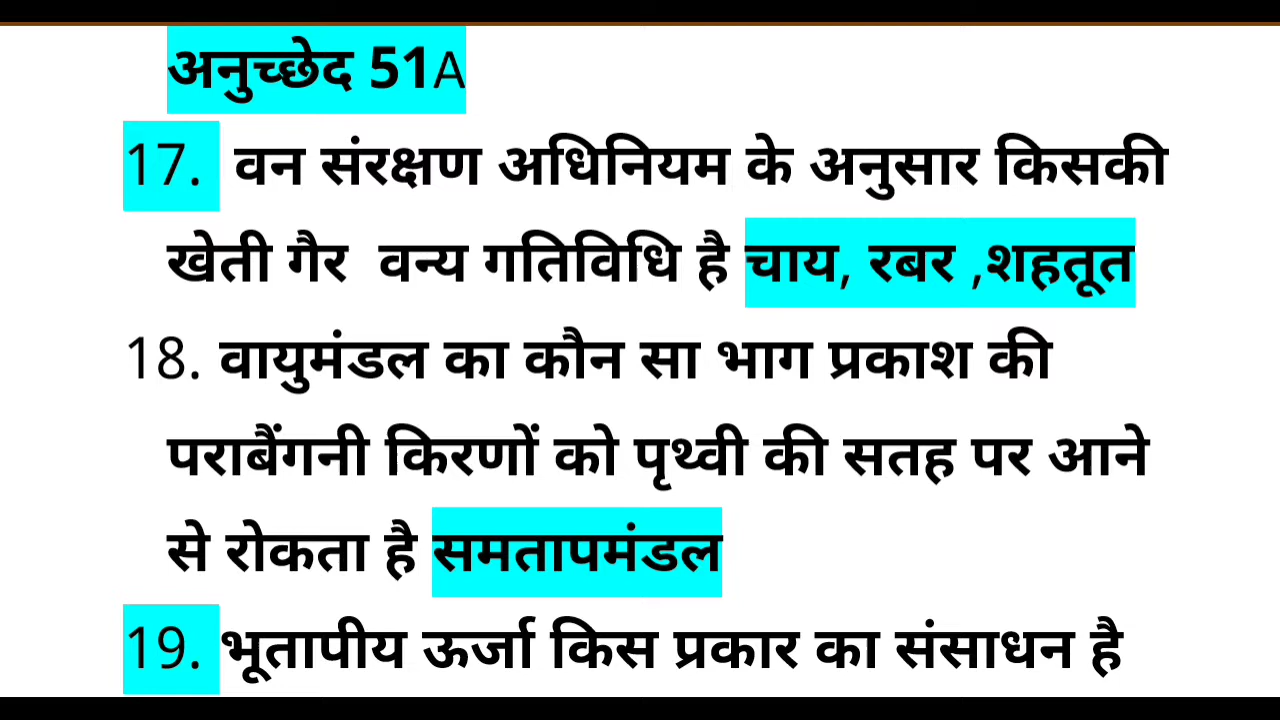 अनुच्छेद 51A
17. वन संरक्षण अधिनियम के अनुसार किसकी
खेती गैर वन्य गतिविधि है चाय, रबर ,शहतूत
18. वायुमंडल का कौन सा भाग प्रकाश की
पराबैंगनी किरणों को पृथ्वी की सतह पर आने
से रोकता है समतापमंडल
19. भूतापीय ऊर्जा किस प्रकार का संसाधन है